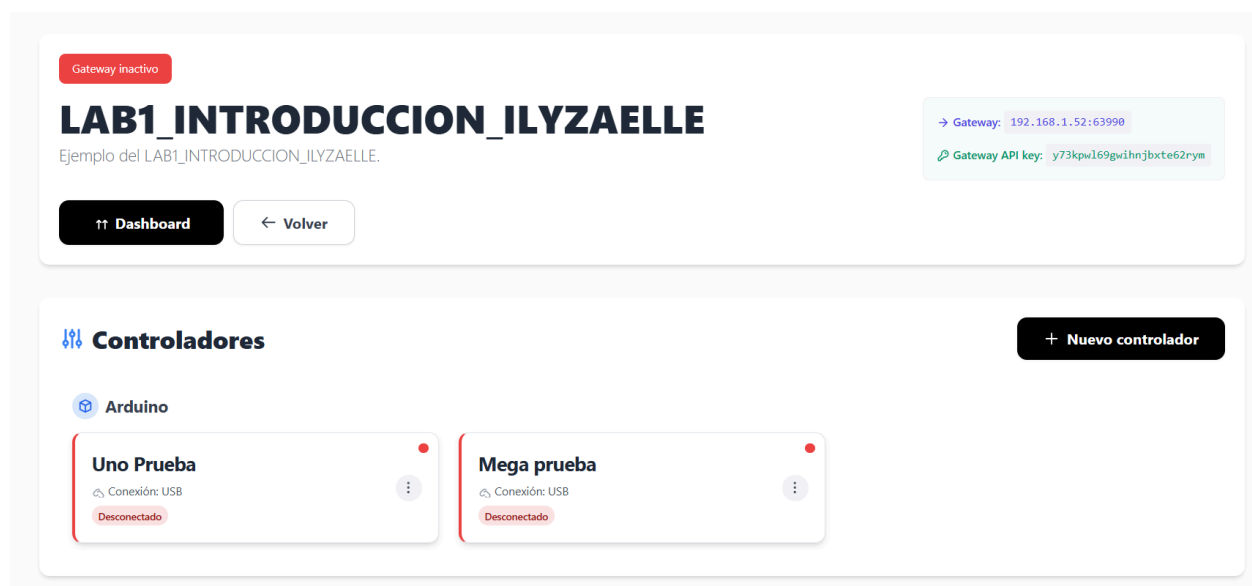 Gateway inactivo
LAB1_INTRODUCCION_ILYZAELLE
Ejemplo del LAB1_INTRODUCCION_ILYZAELLE.
→ Gateway: 192.168.1.52:63990
Gateway API key: y73kpwl69gwihnjbxte62rym
↑↑ Dashboard
← Volver
Controladores
+ Nuevo controlador
Arduino
Uno Prueba
Conexión: USB
Desconectado
Mega prueba
Conexión: USB
Desconectado